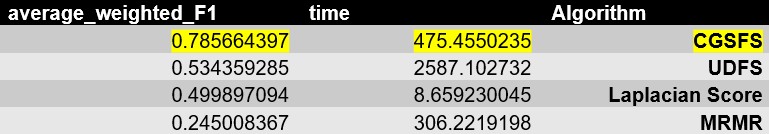 average_weighted_F1 time Algorithm
0.785664397 475.4550235 CGSFS
0.534359285 2587.102732 UDFS
0.499897094 8.659230045 Laplacian Score
0.245008367 306.2219198 MRMR